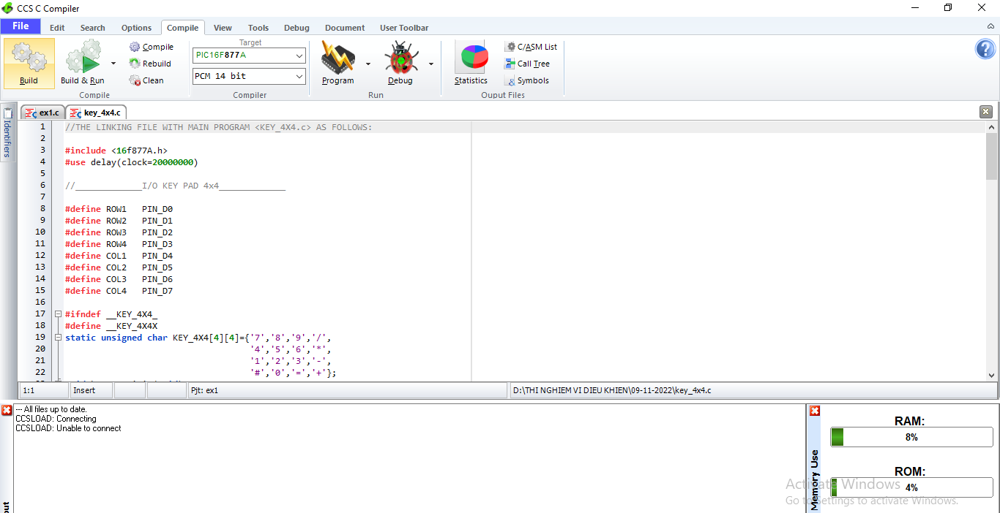 CCS C Compiler
File Edit Search Options Compile View Tools Debug Document User Toolbar
Build
Build & Run
Compile
Rebuild
Clean
Compile
Target
PIC16F877A
PCM 14 bit
Compiler
Program
Debug
Run
Statistics
C/ASM List
Call Tree
Symbols
Ouput Files
Identifiers
ex1.c key_4x4.c
1 //THE LINKING FILE WITH MAIN PROGRAM <KEY_4X4.c> AS FOLLOWS:
2
3 #include <16f877A.h>
4 #use delay(clock=20000000)
5
6 //_____________I/O KEY PAD 4x4_____________
7
8 #define ROW1 PIN_D0
9 #define ROW2 PIN_D1
10 #define ROW3 PIN_D2
11 #define ROW4 PIN_D3
12 #define COL1 PIN_D4
13 #define COL2 PIN_D5
14 #define COL3 PIN_D6
15 #define COL4 PIN_D7
16
17 #ifndef __KEY_4X4_
18 #define __KEY_4X4X
19 static unsigned char KEY_4X4[4][4]={'7','8','9','/',
20 '4','5','6','*',
21 '1','2','3','-',
22 '#','0','=','+'};
1:1 Insert Pjt: ex1 D:\THI NGHIEM VI DIEU KHIEN\09-11-2022\key_4x4.c
--- All files up to date.
CCSLOAD: Connecting
CCSLOAD: Unable to connect
Memory Use
RAM:
8%
ROM:
4%
Activate Windows
Go to Settings to activate Windows.